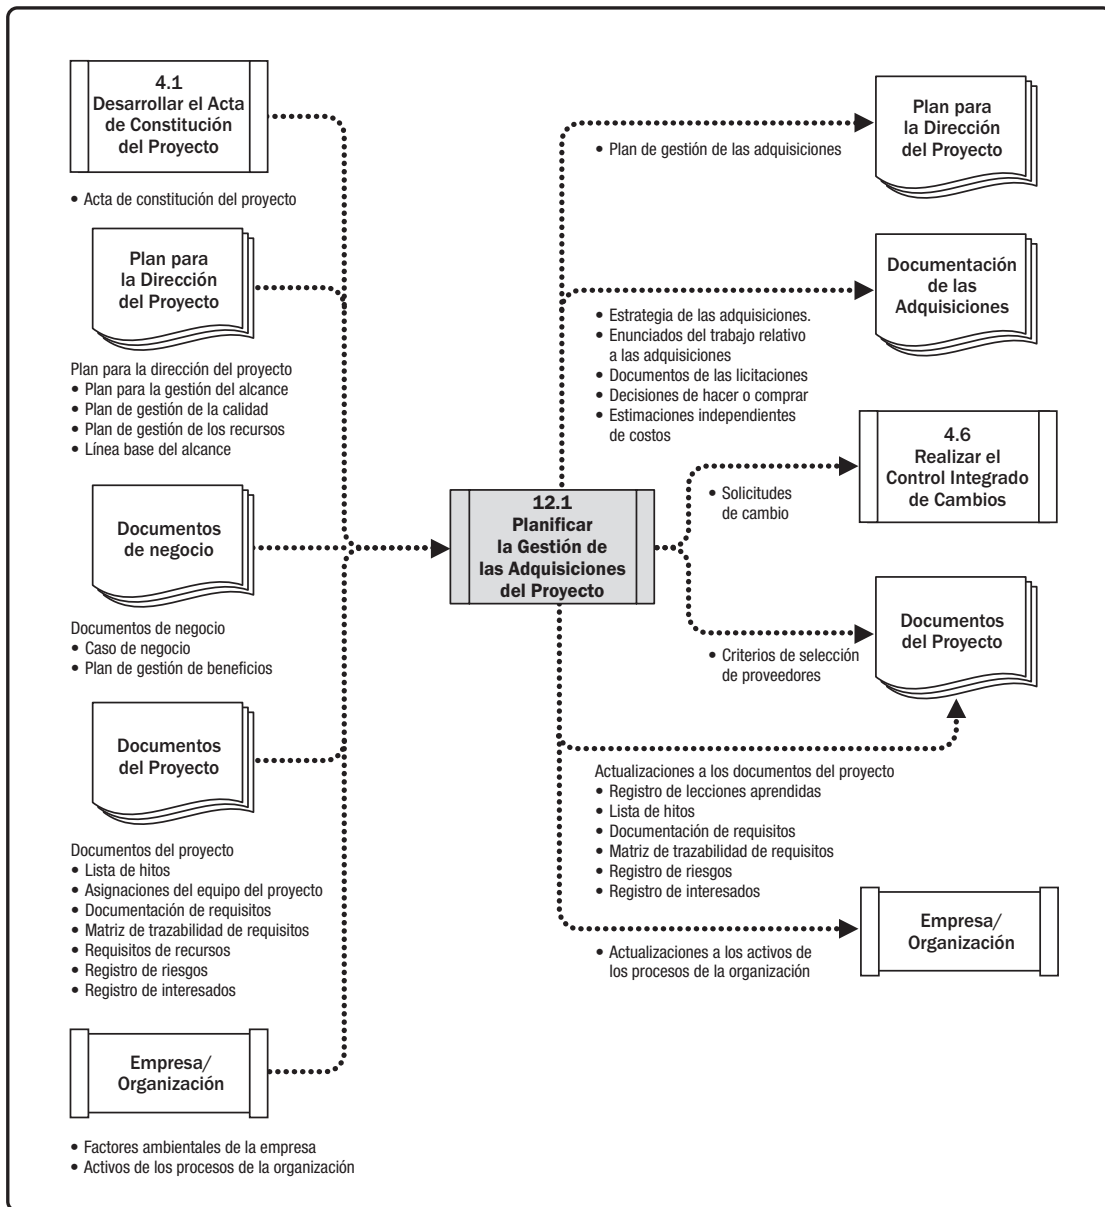 4.1
Desarrollar el Acta
de Constitución
del Proyecto
• Acta de constitución del proyecto
Plan para
la Dirección
del Proyecto
Plan para la dirección del proyecto
• Plan para la gestión del alcance
• Plan de gestión de la calidad
• Plan de gestión de los recursos
• Línea base del alcance
Documentos
de negocio
Documentos de negocio
• Caso de negocio
• Plan de gestión de beneficios
Documentos
del Proyecto
Documentos del proyecto
• Lista de hitos
• Asignaciones del equipo del proyecto
• Documentación de requisitos
• Matriz de trazabilidad de requisitos
• Requisitos de recursos
• Registro de riesgos
• Registro de interesados
Empresa/
Organización
• Factores ambientales de la empresa
• Activos de los procesos de la organización
12.1
Planificar
la Gestión de
las Adquisiciones
del Proyecto
• Plan de gestión de las adquisiciones
Plan para
la Dirección
del Proyecto
• Estrategia de las adquisiciones.
• Enunciados del trabajo relativo
a las adquisiciones
• Documentos de las licitaciones
• Decisiones de hacer o comprar
• Estimaciones independientes
de costos
Documentación
de las
Adquisiciones
• Solicitudes
de cambio
4.6
Realizar el
Control Integrado
de Cambios
• Criterios de selección
de proveedores
Documentos
del Proyecto
Actualizaciones a los documentos del proyecto
• Registro de lecciones aprendidas
• Lista de hitos
• Documentación de requisitos
• Matriz de trazabilidad de requisitos
• Registro de riesgos
• Registro de interesados
• Actualizaciones a los activos de
los procesos de la organización
Empresa/
Organización